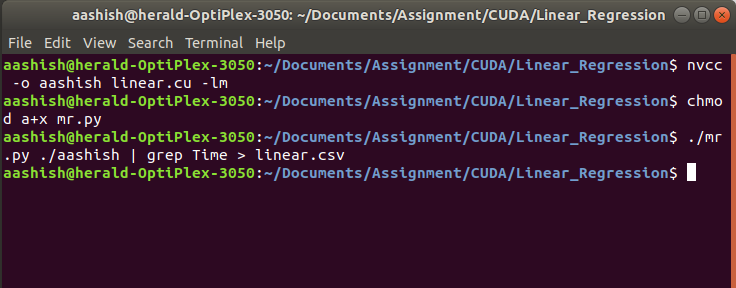 aashish@herald-OptiPlex-3050: ~/Documents/Assignment/CUDA/Linear_Regression
File Edit View Search Terminal Help
aashish@herald-OptiPlex-3050:~/Documents/Assignment/CUDA/Linear_Regression$ nvcc
 -o aashish linear.cu -lm
aashish@herald-OptiPlex-3050:~/Documents/Assignment/CUDA/Linear_Regression$ chmo
d a+x mr.py
aashish@herald-OptiPlex-3050:~/Documents/Assignment/CUDA/Linear_Regression$ ./mr
.py ./aashish | grep Time > linear.csv
aashish@herald-OptiPlex-3050:~/Documents/Assignment/CUDA/Linear_Regression$